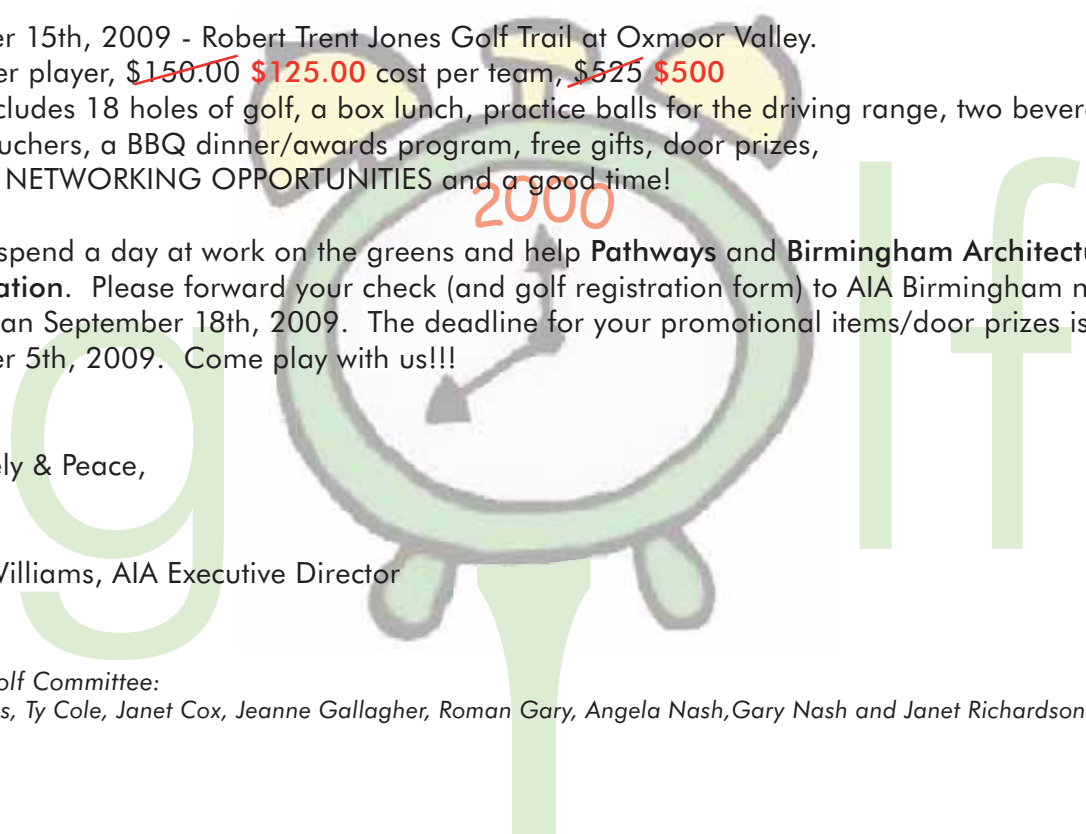 er 15th, 2009 - Robert Trent Jones Golf Trail at Oxmoor Valley.
er player, $150.00 $125.00 cost per team, $525 $500
cludes 18 holes of golf, a box lunch, practice balls for the driving range, two bever
uchers, a BBQ dinner/awards program, free gifts, door prizes,
NETWORKING OPPORTUNITIES and a good time!
2000
spend a day at work on the greens and help Pathways and Birmingham Architectu
ation. Please forward your check (and golf registration form) to AIA Birmingham n
an September 18th, 2009. The deadline for your promotional items/door prizes is
er 5th, 2009. Come play with us!!!
g lf
ely & Peace,
Williams, AIA Executive Director
olf Committee:
s, Ty Cole, Janet Cox, Jeanne Gallagher, Roman Gary, Angela Nash,Gary Nash and Janet Richardson